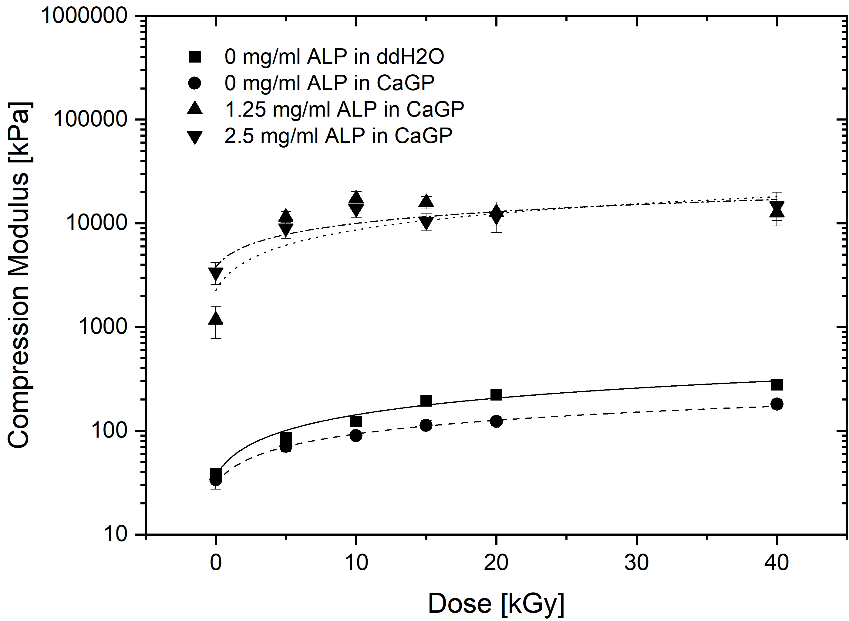 1000000
100000
10000
1000
100
10
Compression Modulus [kPa]
0 mg/ml ALP in ddH2O
0 mg/ml ALP in CaGP
1.25 mg/ml ALP in CaGP
2.5 mg/ml ALP in CaGP
0
10
20
30
40
Dose [kGy]